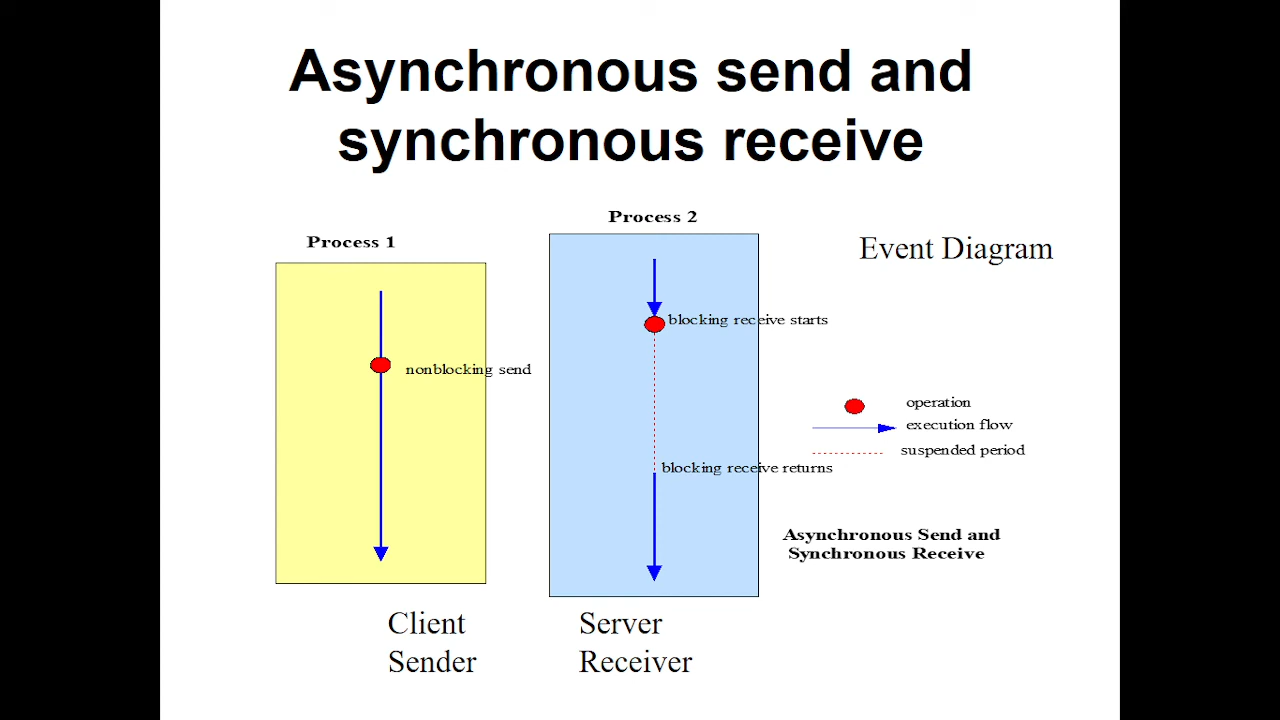 Asynchronous send and
synchronous receive
Process 2
Process 1
Event Diagram
blocking receive starts
nonblocking send
operation
execution flow
suspended period
blocking receive returns
Asynchronous Send and
Synchronous Receive
Client
Sender
Server
Receiver